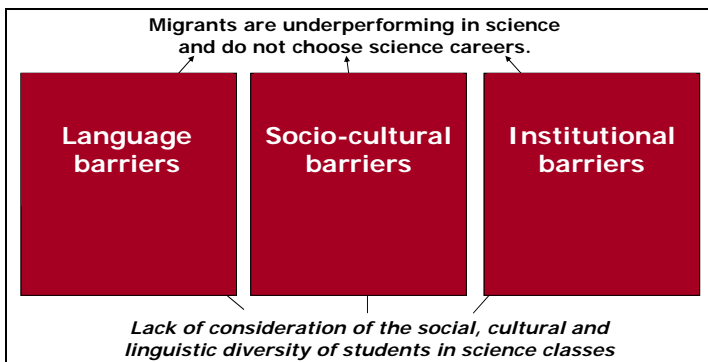 Migrants are underperforming in science
and do not choose science careers.
Language
barriers
Socio-cultural
barriers
Institutional
barriers
Lack of consideration of the social, cultural and
linguistic diversity of students in science classes